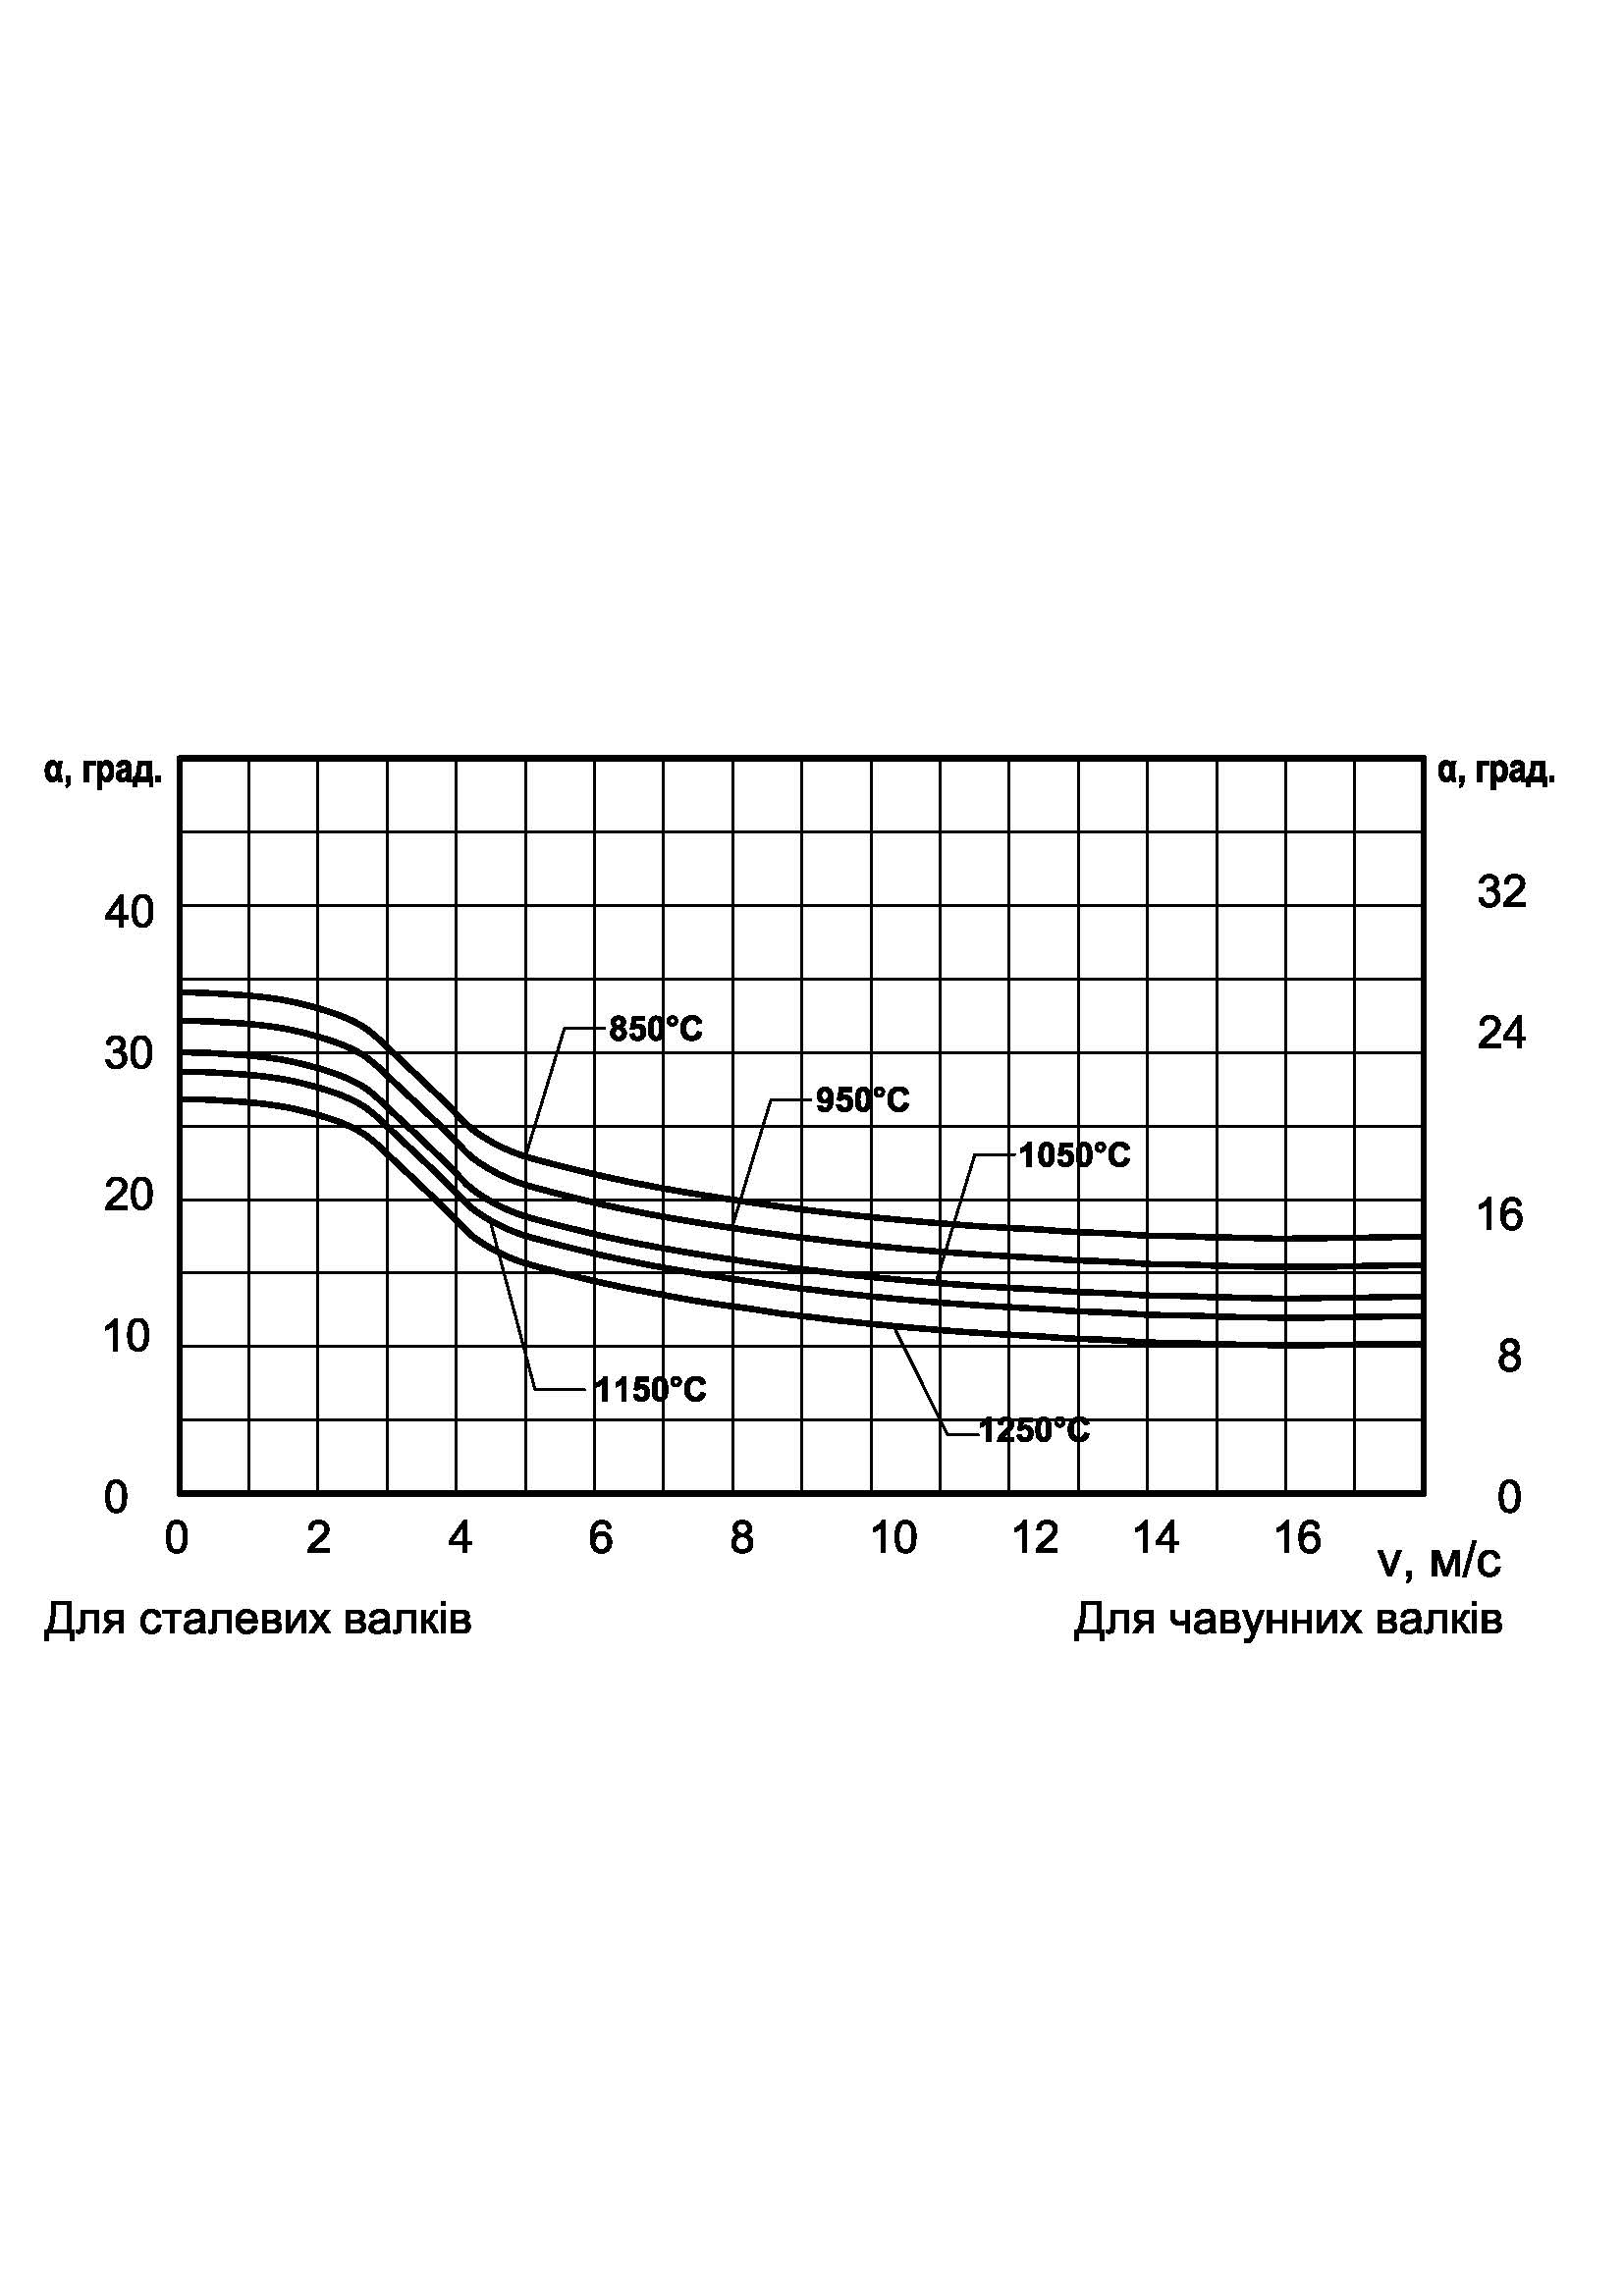 α, град.
α, град.
40
32
850°C
30
24
950°C
1050°C
20
16
10
8
1150°C
1250°C
0
0
0 2 4 6 8 10 12 14 16
v, м/с
Для сталевих валків
Для чавунних валків